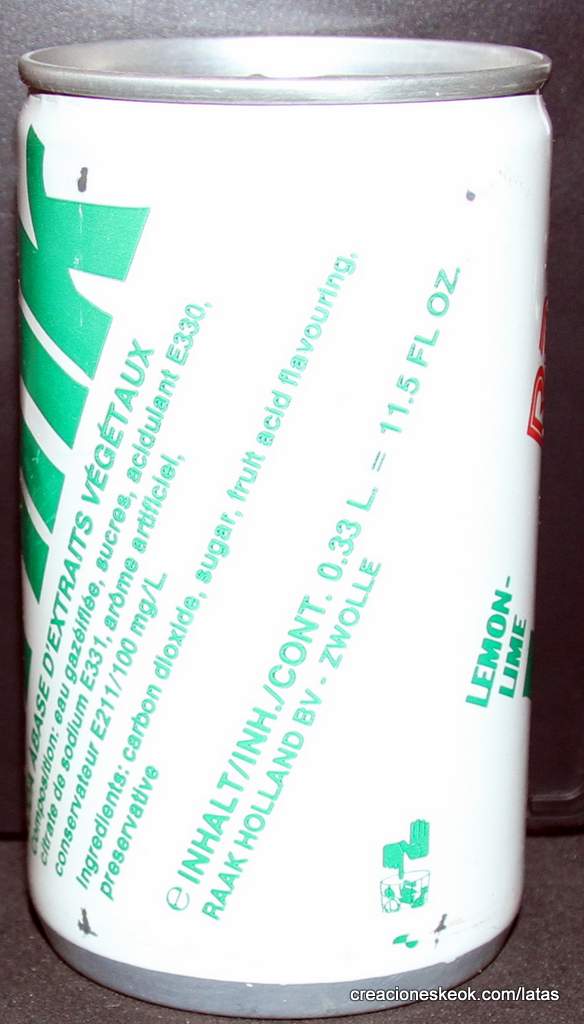 ABASE D'EXTRAITS VÉGÉTAUX
Composition: eau gazéifiée, sucres, acidulant E330,
citrate de sodium E331, arôme artificiel,
conservateur E211/100 mg/L
Ingredients: carbon dioxide, sugar, fruit acid flavouring,
preservative
℮ INHALT/INH./CONT. 0.33 L. = 11.5 FL OZ.
RAAK HOLLAND BV - ZWOLLE
LEMON-
LIME
creacioneskeok.com/latas